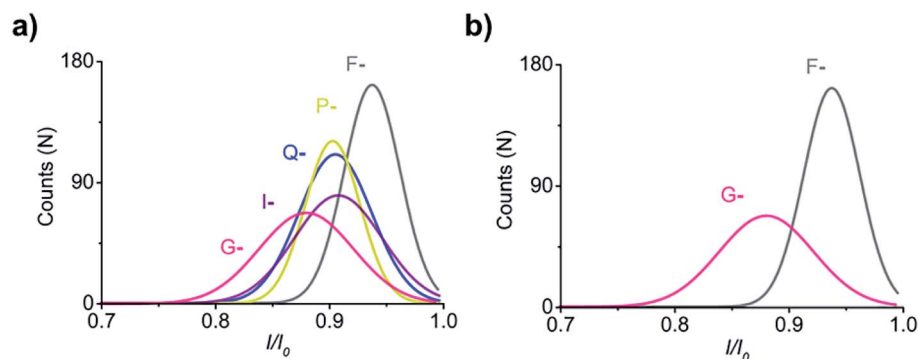 a)
180
90
0
Counts (N)
F-
P-
Q-
I-
G-
0.7 0.8 0.9 1.0
I/I₀
b)
180
90
0
Counts (N)
F-
G-
0.7 0.8 0.9 1.0
I/I₀